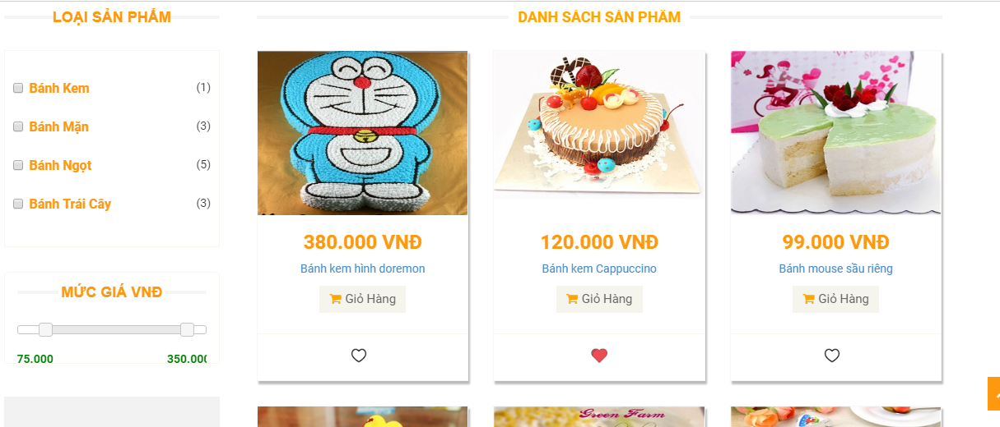 LOẠI SẢN PHẨM
Bánh Kem (1)
Bánh Mặn (3)
Bánh Ngọt (5)
Bánh Trái Cây (3)
MỨC GIÁ VNĐ
75.000 350.000
DANH SÁCH SẢN PHẨM
380.000 VNĐ
Bánh kem hình doremon
Giỏ Hàng
120.000 VNĐ
Bánh kem Cappuccino
Giỏ Hàng
99.000 VNĐ
Bánh mouse sầu riêng
Giỏ Hàng
Green Farm